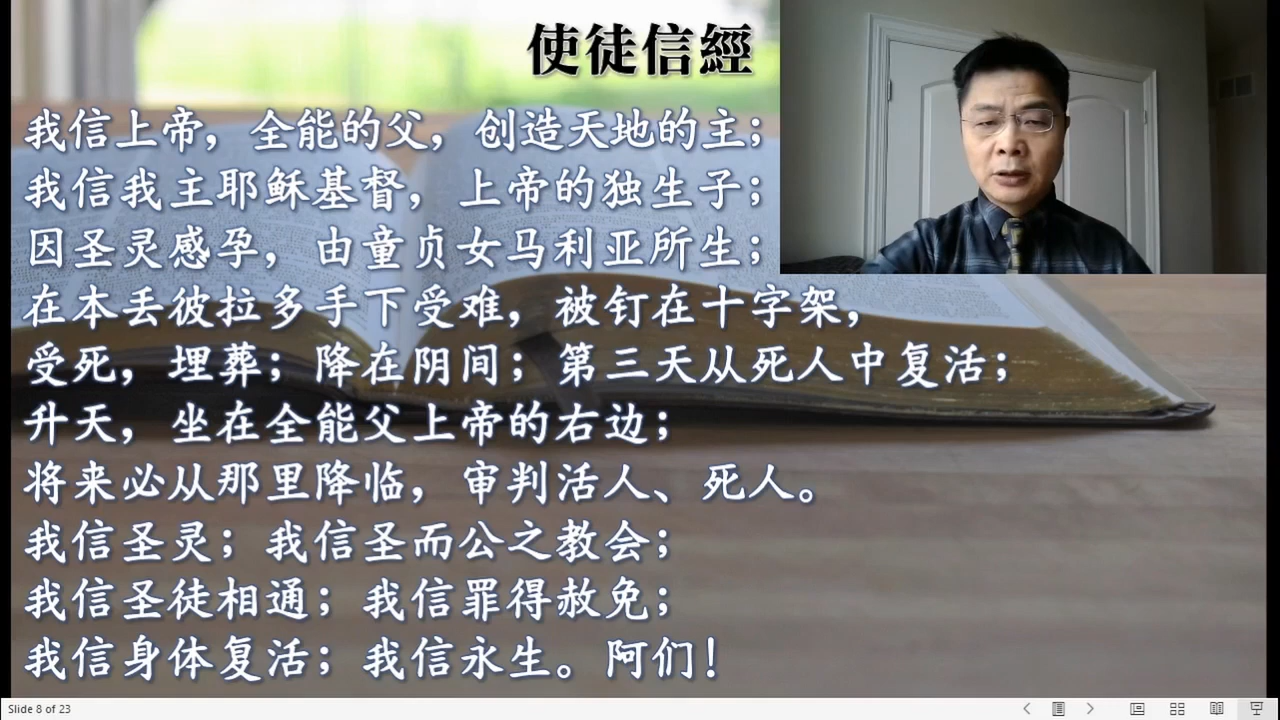 使徒信經
我信上帝，全能的父，创造天地的主；
我信我主耶稣基督，上帝的独生子；
因圣灵感孕，由童贞女马利亚所生；
在本丢彼拉多手下受难，被钉在十字架，
受死，埋葬；降在阴间；第三天从死人中复活；
升天，坐在全能父上帝的右边；
将来必从那里降临，审判活人、死人。
我信圣灵；我信圣而公之教会；
我信圣徒相通；我信罪得赦免；
我信身体复活；我信永生。阿们！
Slide 8 of 23